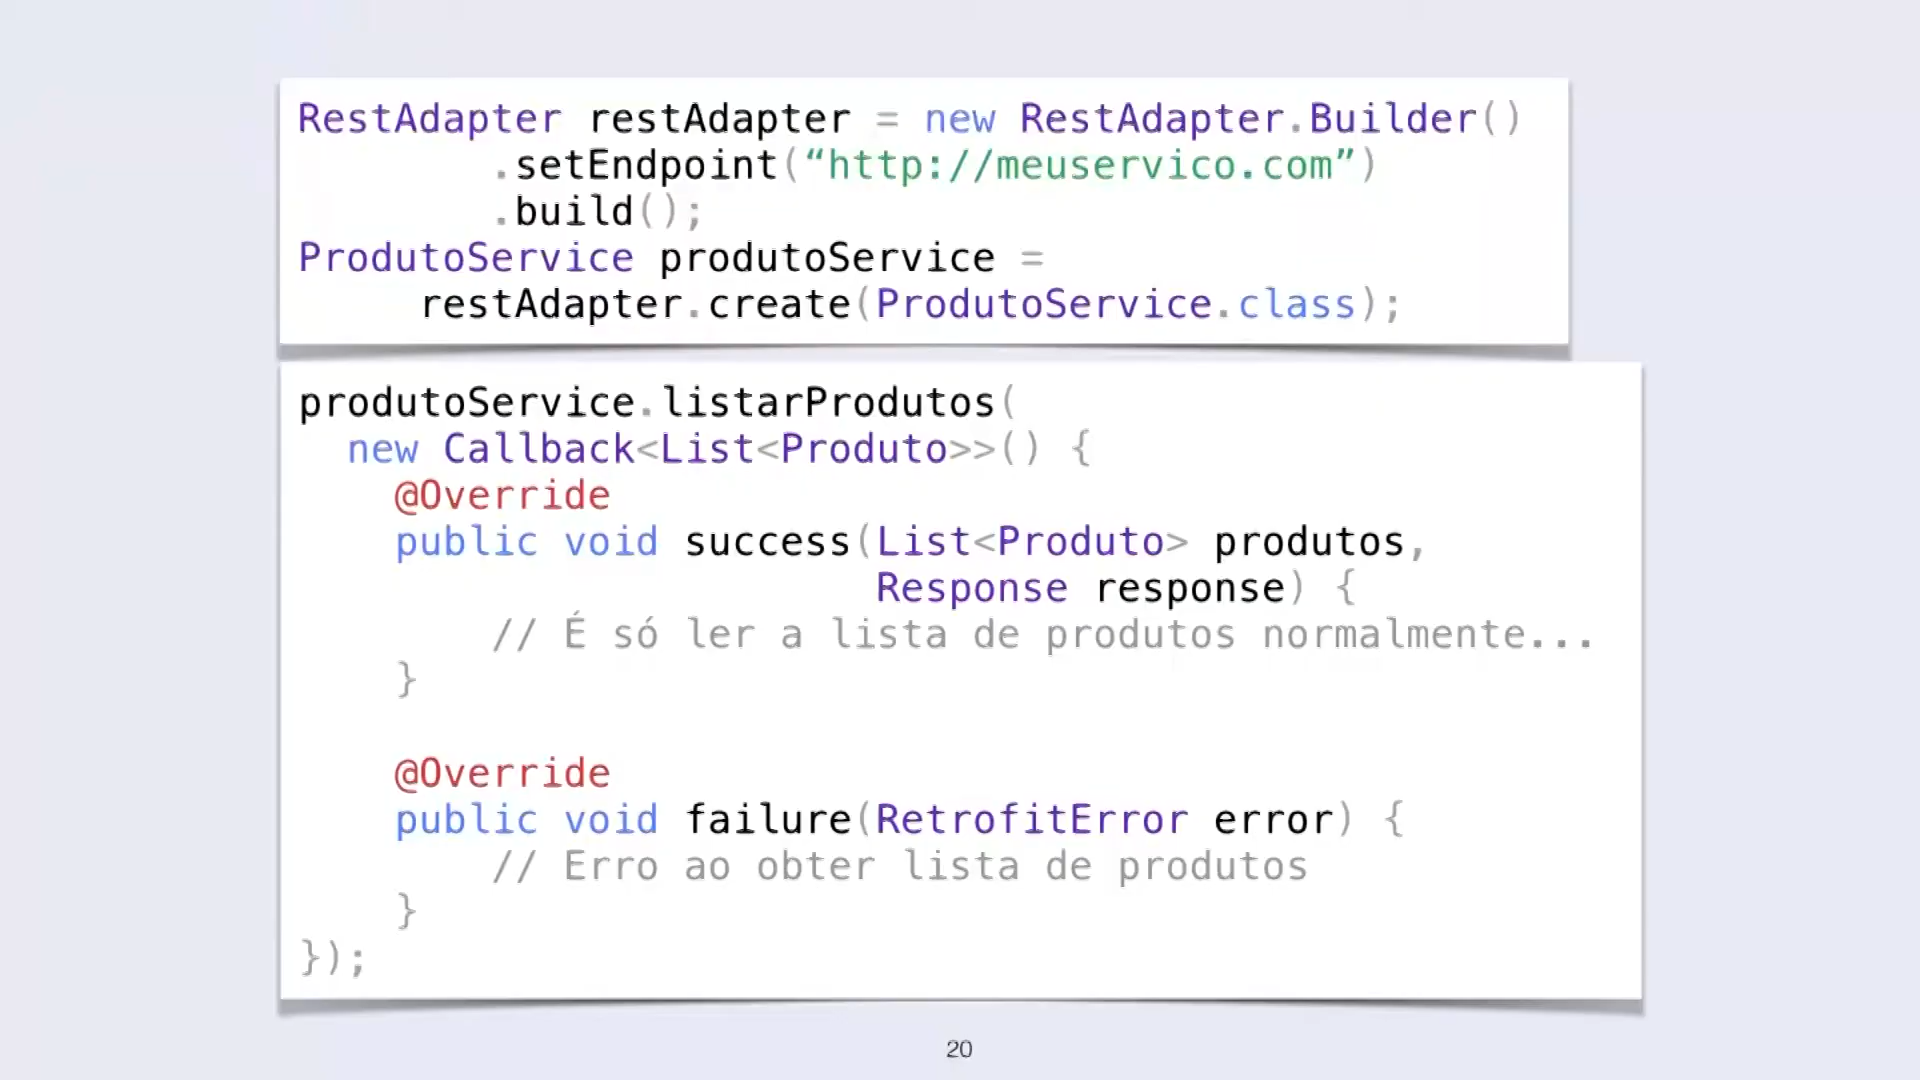 RestAdapter restAdapter = new RestAdapter.Builder()
.setEndpoint(“http://meuservico.com”)
.build();
ProdutoService produtoService =
restAdapter.create(ProdutoService.class);
produtoService.listarProdutos(
new Callback<List<Produto>>() {
@Override
public void success(List<Produto> produtos,
Response response) {
// É só ler a lista de produtos normalmente...
}
@Override
public void failure(RetrofitError error) {
// Erro ao obter lista de produtos
}
});
20